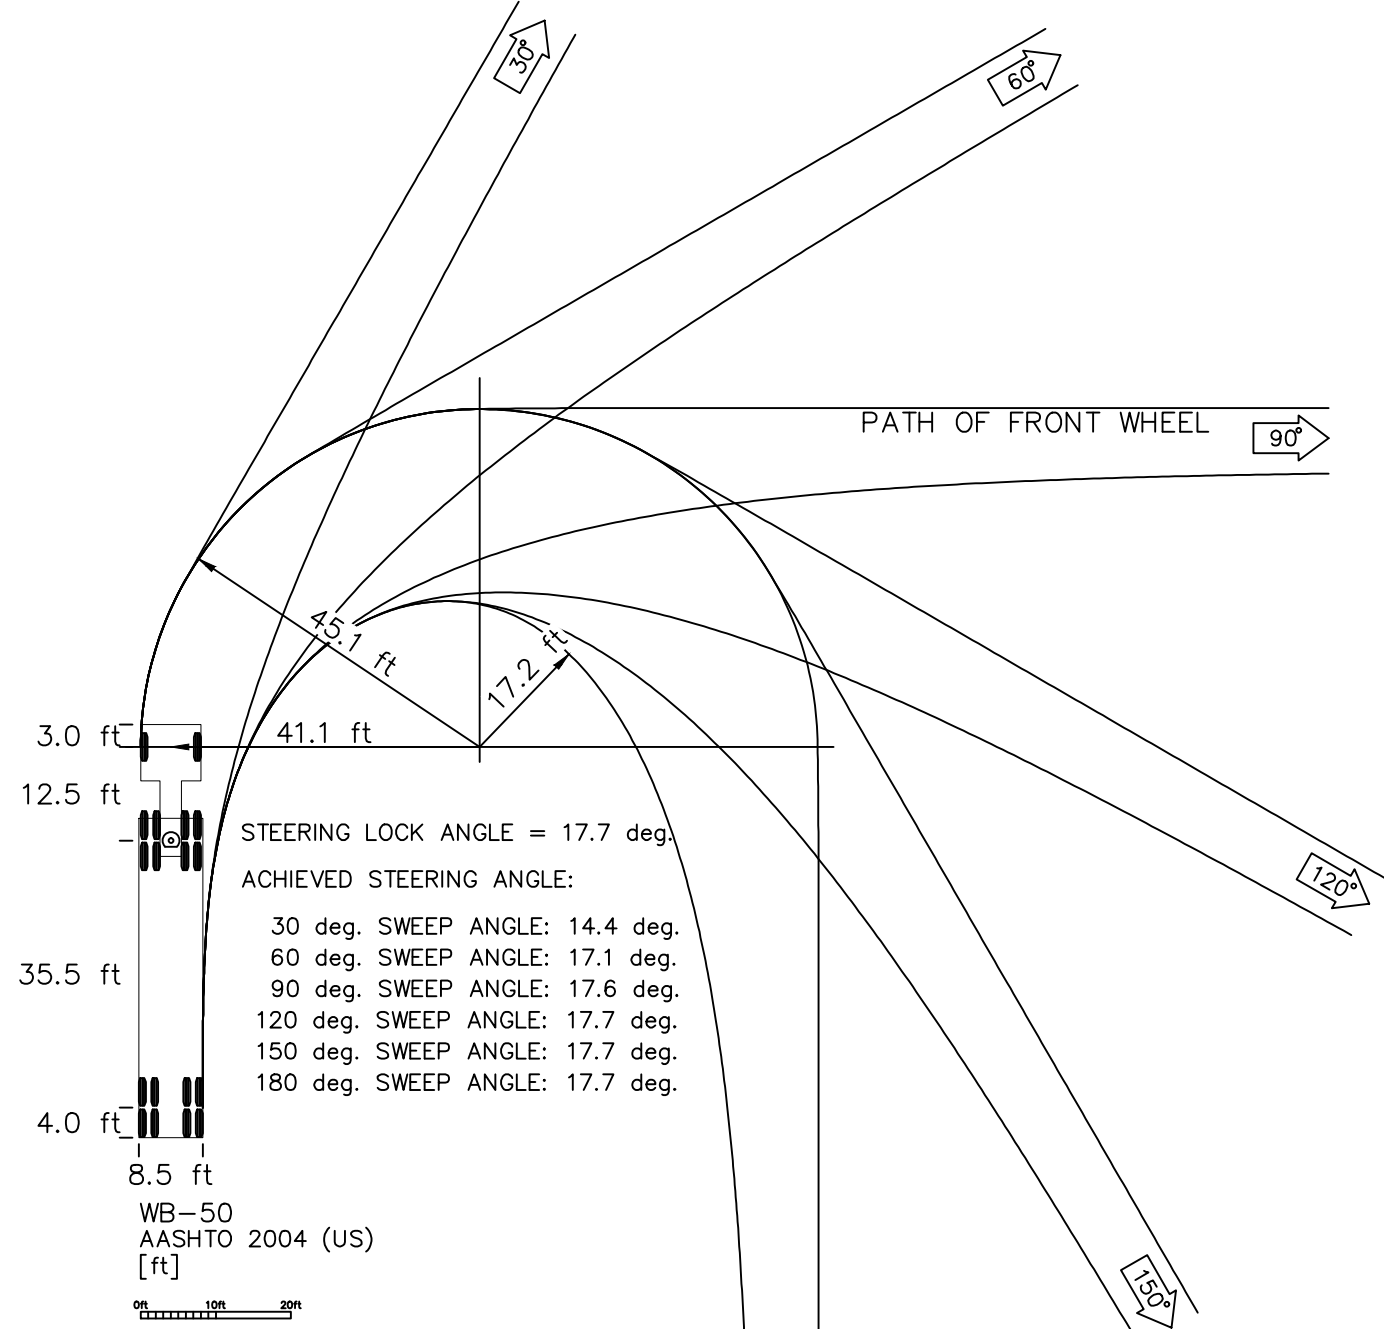 30°
60°
PATH OF FRONT WHEEL
90°
45.1 ft
17.2 ft
41.1 ft
3.0 ft
12.5 ft
STEERING LOCK ANGLE = 17.7 deg.
ACHIEVED STEERING ANGLE:
30 deg. SWEEP ANGLE: 14.4 deg.
60 deg. SWEEP ANGLE: 17.1 deg.
90 deg. SWEEP ANGLE: 17.6 deg.
120 deg. SWEEP ANGLE: 17.7 deg.
150 deg. SWEEP ANGLE: 17.7 deg.
180 deg. SWEEP ANGLE: 17.7 deg.
120°
35.5 ft
4.0 ft
8.5 ft
WB-50
AASHTO 2004 (US)
[ft]
150°
0ft 10ft 20ft